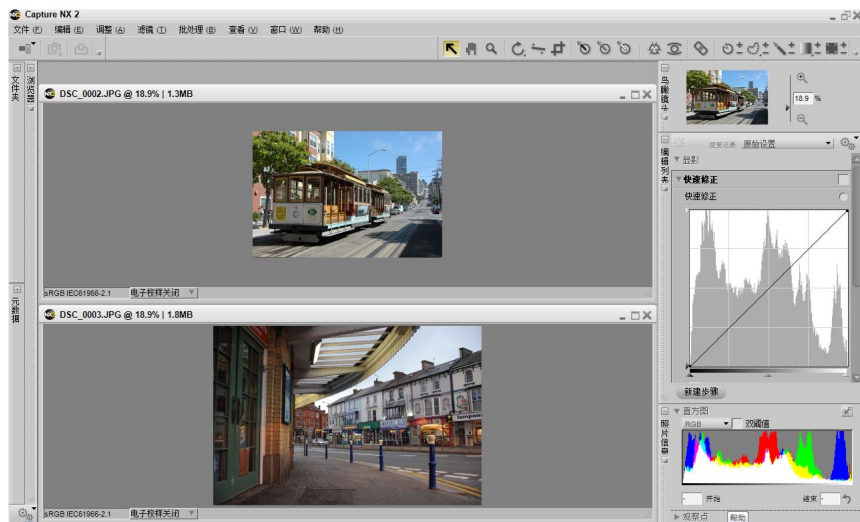 Capture NX 2
文件 (F) 编辑 (E) 调整 (A) 滤镜 (T) 批处理 (B) 查看 (V) 窗口 (W) 帮助 (H)
文件夹
浏览器
元数据
DSC_0002.JPG @ 18.9% | 1.3MB
sRGB IEC61966-2.1 电子校样关闭
DSC_0003.JPG @ 18.9% | 1.8MB
sRGB IEC61966-2.1 电子校样关闭
鸟瞰镜头
18.9 %
编辑列表
变更记录 原始设置
显影
快速修正
快速修正
新建步骤
照片信息
直方图
RGB 双阈值
开始 结束
观察点 帮助